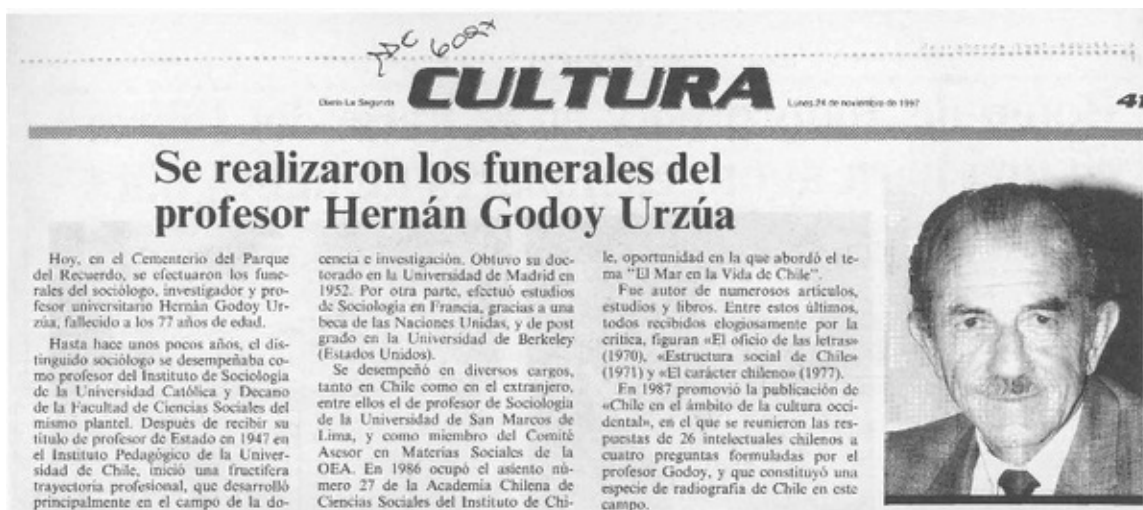 ADC 6097
Diario La Segunda
CULTURA
Lunes 24 de noviembre de 1997
41
Se realizaron los funerales del
profesor Hernán Godoy Urzúa
Hoy, en el Cementerio del Parque
del Recuerdo, se efectuaron los fune-
rales del sociólogo, investigador y pro-
fesor universitario Hernán Godoy Ur-
zúa, fallecido a los 77 años de edad.
Hasta hace unos pocos años, el dis-
tinguido sociólogo se desempeñaba co-
mo profesor del Instituto de Sociología
de la Universidad Católica y Decano
de la Facultad de Ciencias Sociales del
mismo plantel. Después de recibir su
título de profesor de Estado en 1947 en
el Instituto Pedagógico de la Univer-
sidad de Chile, inició una fructífera
trayectoria profesional, que desarrolló
principalmente en el campo de la do-
cencia e investigación. Obtuvo su doc-
torado en la Universidad de Madrid en
1952. Por otra parte, efectuó estudios
de Sociología en Francia, gracias a una
beca de las Naciones Unidas, y de post
grado en la Universidad de Berkeley
(Estados Unidos).
Se desempeñó en diversos cargos,
tanto en Chile como en el extranjero,
entre ellos el de profesor de Sociología
de la Universidad de San Marcos de
Lima, y como miembro del Comité
Asesor en Materias Sociales de la
OEA. En 1986 ocupó el asiento nú-
mero 27 de la Academia Chilena de
Ciencias Sociales del Instituto de Chi-
le, oportunidad en la que abordó el te-
ma "El Mar en la Vida de Chile".
Fue autor de numerosos artículos,
estudios y libros. Entre estos últimos,
todos recibidos elogiosamente por la
crítica, figuran «El oficio de las letras»
(1970), «Estructura social de Chile»
(1971) y «El carácter chileno» (1977).
En 1987 promovió la publicación de
«Chile en el ámbito de la cultura occi-
dental», en el que se reunieron las res-
puestas de 26 intelectuales chilenos a
cuatro preguntas formuladas por el
profesor Godoy, y que constituyó una
especie de radiografía de Chile en este
campo.